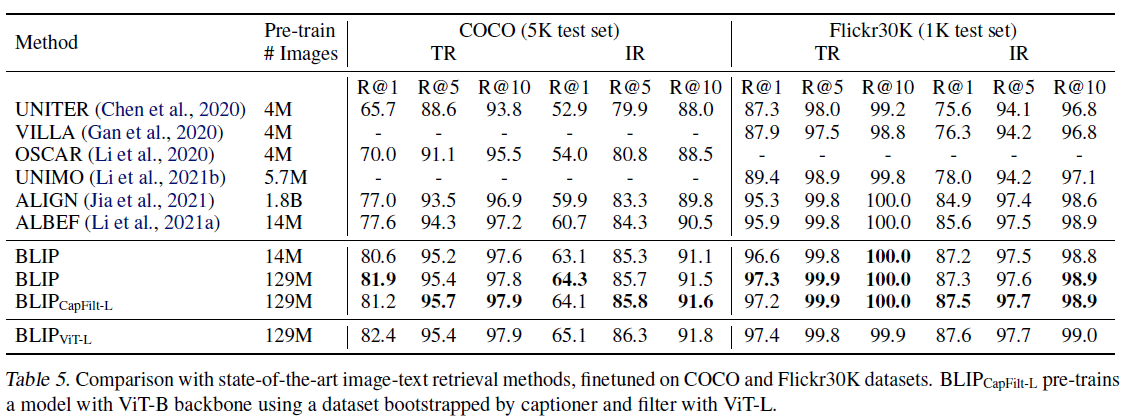 Method Pre-train # Images COCO (5K test set) Flickr30K (1K test set)
TR IR TR IR
R@1 R@5 R@10 R@1 R@5 R@10 R@1 R@5 R@10 R@1 R@5 R@10
UNITER (Chen et al., 2020) 4M 65.7 88.6 93.8 52.9 79.9 88.0 87.3 98.0 99.2 75.6 94.1 96.8
VILLA (Gan et al., 2020) 4M - - - - - - 87.9 97.5 98.8 76.3 94.2 96.8
OSCAR (Li et al., 2020) 4M 70.0 91.1 95.5 54.0 80.8 88.5 - - - - - -
UNIMO (Li et al., 2021b) 5.7M - - - - - - 89.4 98.9 99.8 78.0 94.2 97.1
ALIGN (Jia et al., 2021) 1.8B 77.0 93.5 96.9 59.9 83.3 89.8 95.3 99.8 100.0 84.9 97.4 98.6
ALBEF (Li et al., 2021a) 14M 77.6 94.3 97.2 60.7 84.3 90.5 95.9 99.8 100.0 85.6 97.5 98.9
BLIP 14M 80.6 95.2 97.6 63.1 85.3 91.1 96.6 99.8 100.0 87.2 97.5 98.8
BLIP 129M 81.9 95.4 97.8 64.3 85.7 91.5 97.3 99.9 100.0 87.3 97.6 98.9
BLIPCapFilt-L 129M 81.2 95.7 97.9 64.1 85.8 91.6 97.2 99.9 100.0 87.5 97.7 98.9
BLIPViT-L 129M 82.4 95.4 97.9 65.1 86.3 91.8 97.4 99.8 99.9 87.6 97.7 99.0
Table 5. Comparison with state-of-the-art image-text retrieval methods, finetuned on COCO and Flickr30K datasets. BLIPCapFilt-L pre-trains
a model with ViT-B backbone using a dataset bootstrapped by captioner and filter with ViT-L.